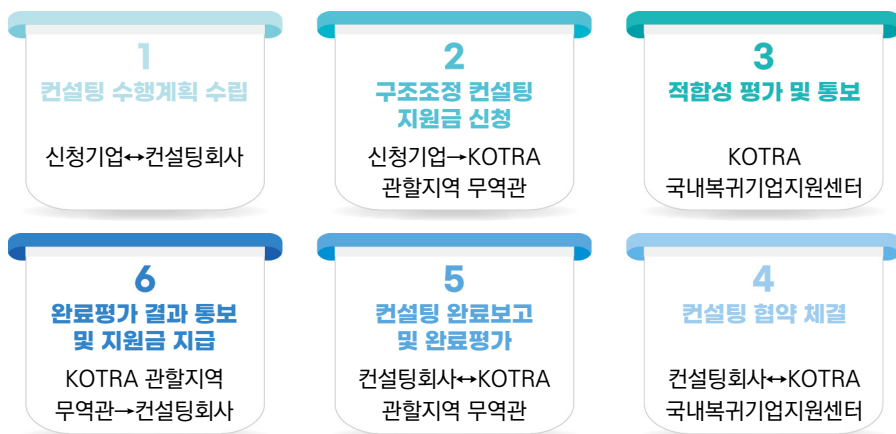 1
컨설팅 수행계획 수립
신청기업↔컨설팅회사
2
구조조정 컨설팅
지원금 신청
신청기업→KOTRA
관할지역 무역관
3
적합성 평가 및 통보
KOTRA
국내복귀기업지원센터
6
완료평가 결과 통보
및 지원금 지급
KOTRA 관할지역
무역관→컨설팅회사
5
컨설팅 완료보고
및 완료평가
컨설팅회사↔KOTRA
관할지역 무역관
4
컨설팅 협약 체결
컨설팅회사↔KOTRA
국내복귀기업지원센터